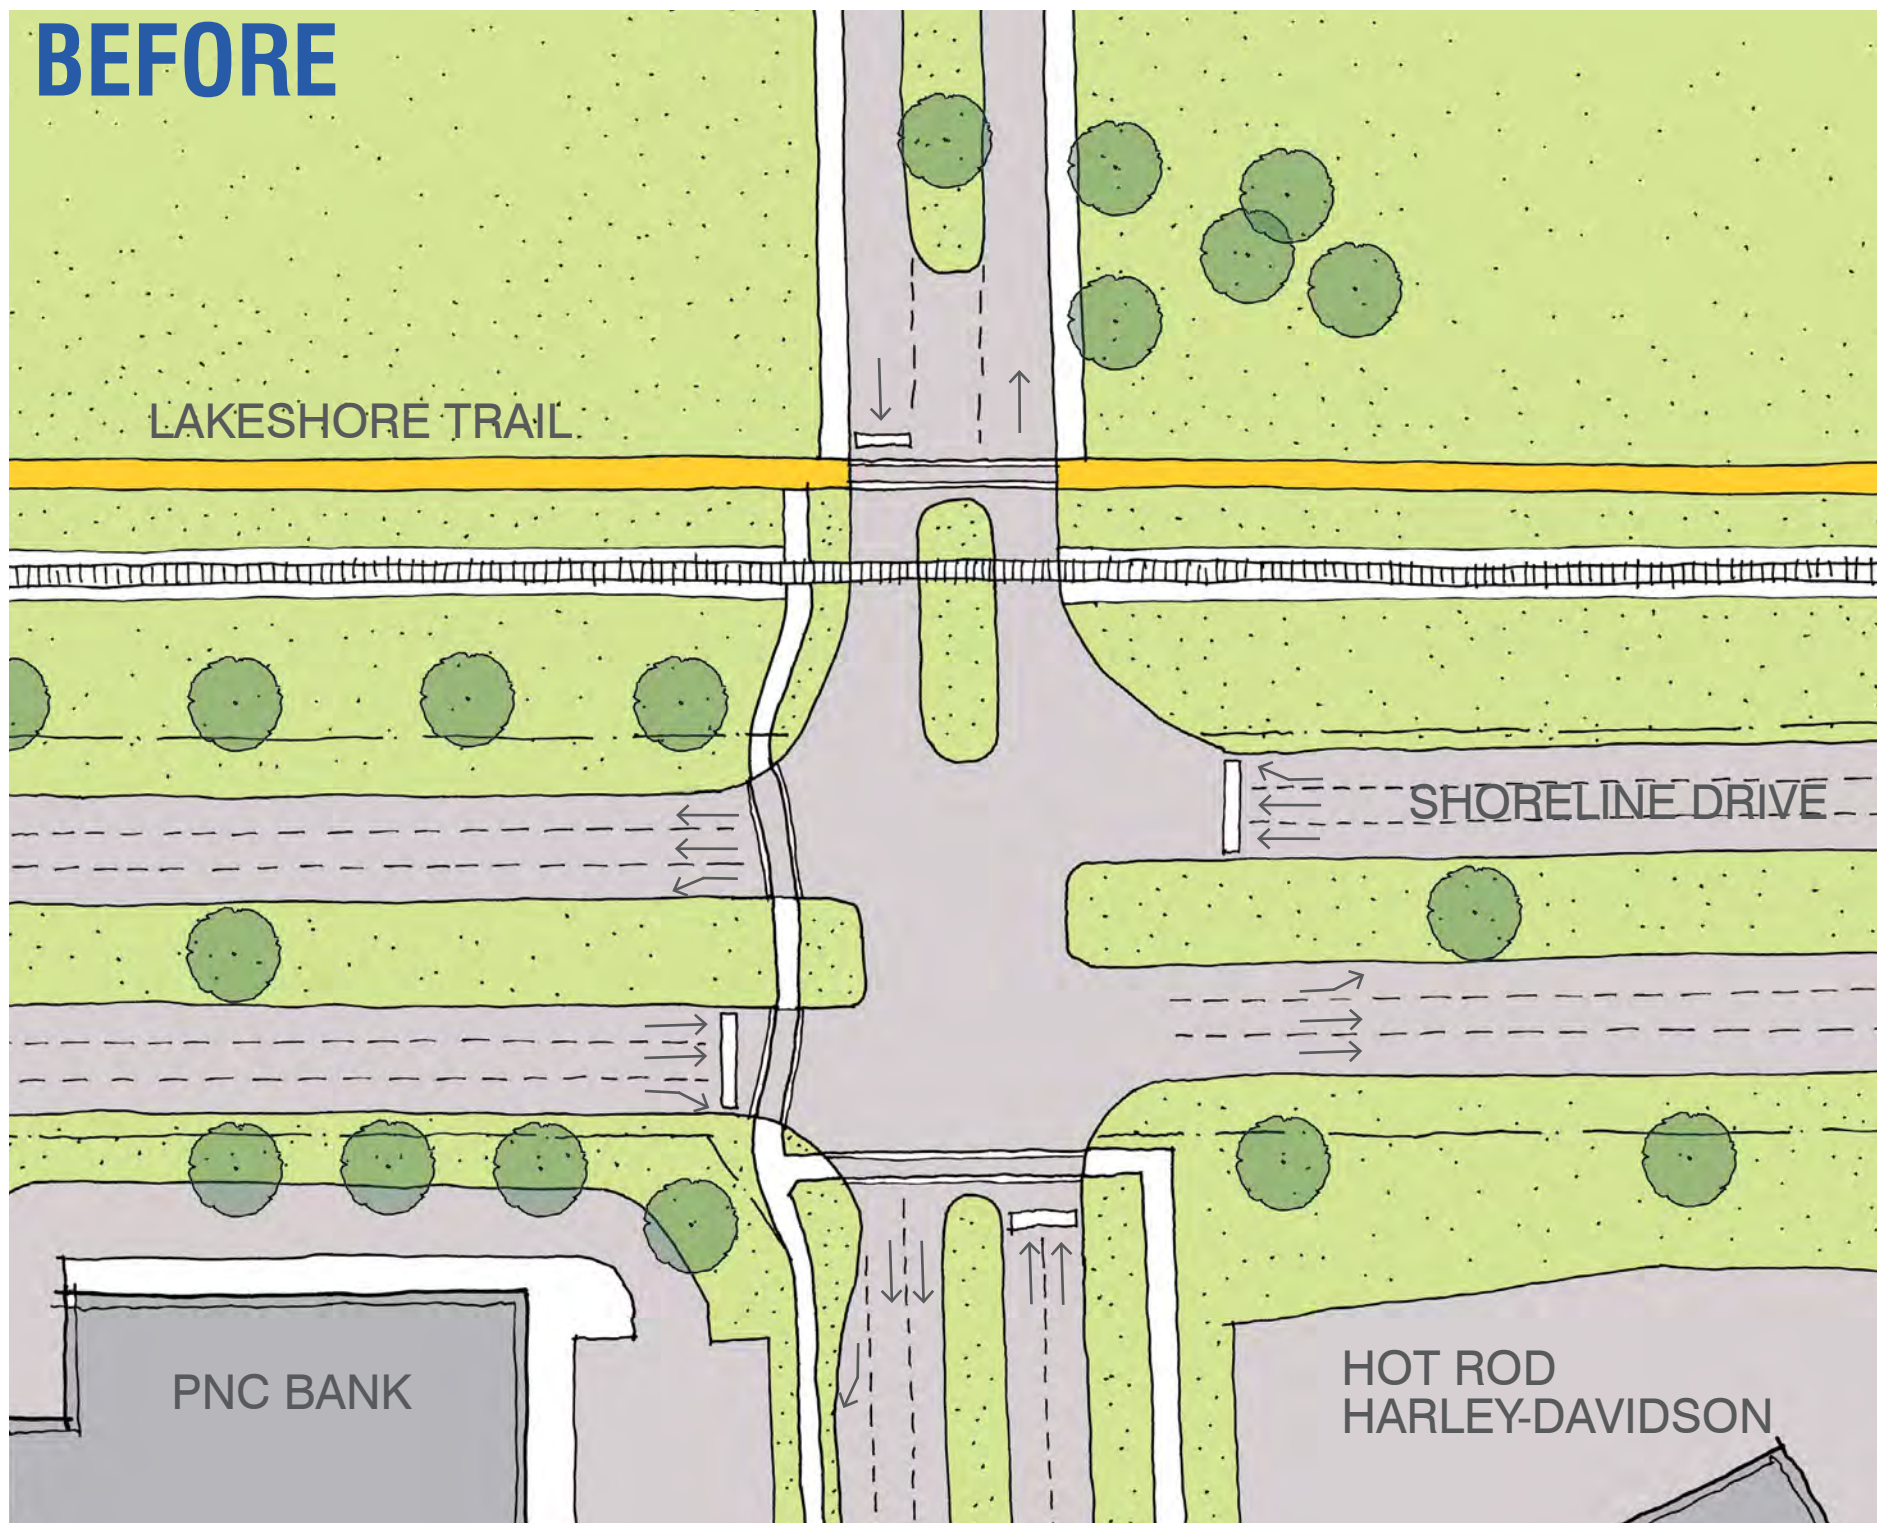 BEFORE
LAKESHORE TRAIL
SHORELINE DRIVE
PNC BANK
HOT ROD
HARLEY-DAVIDSON